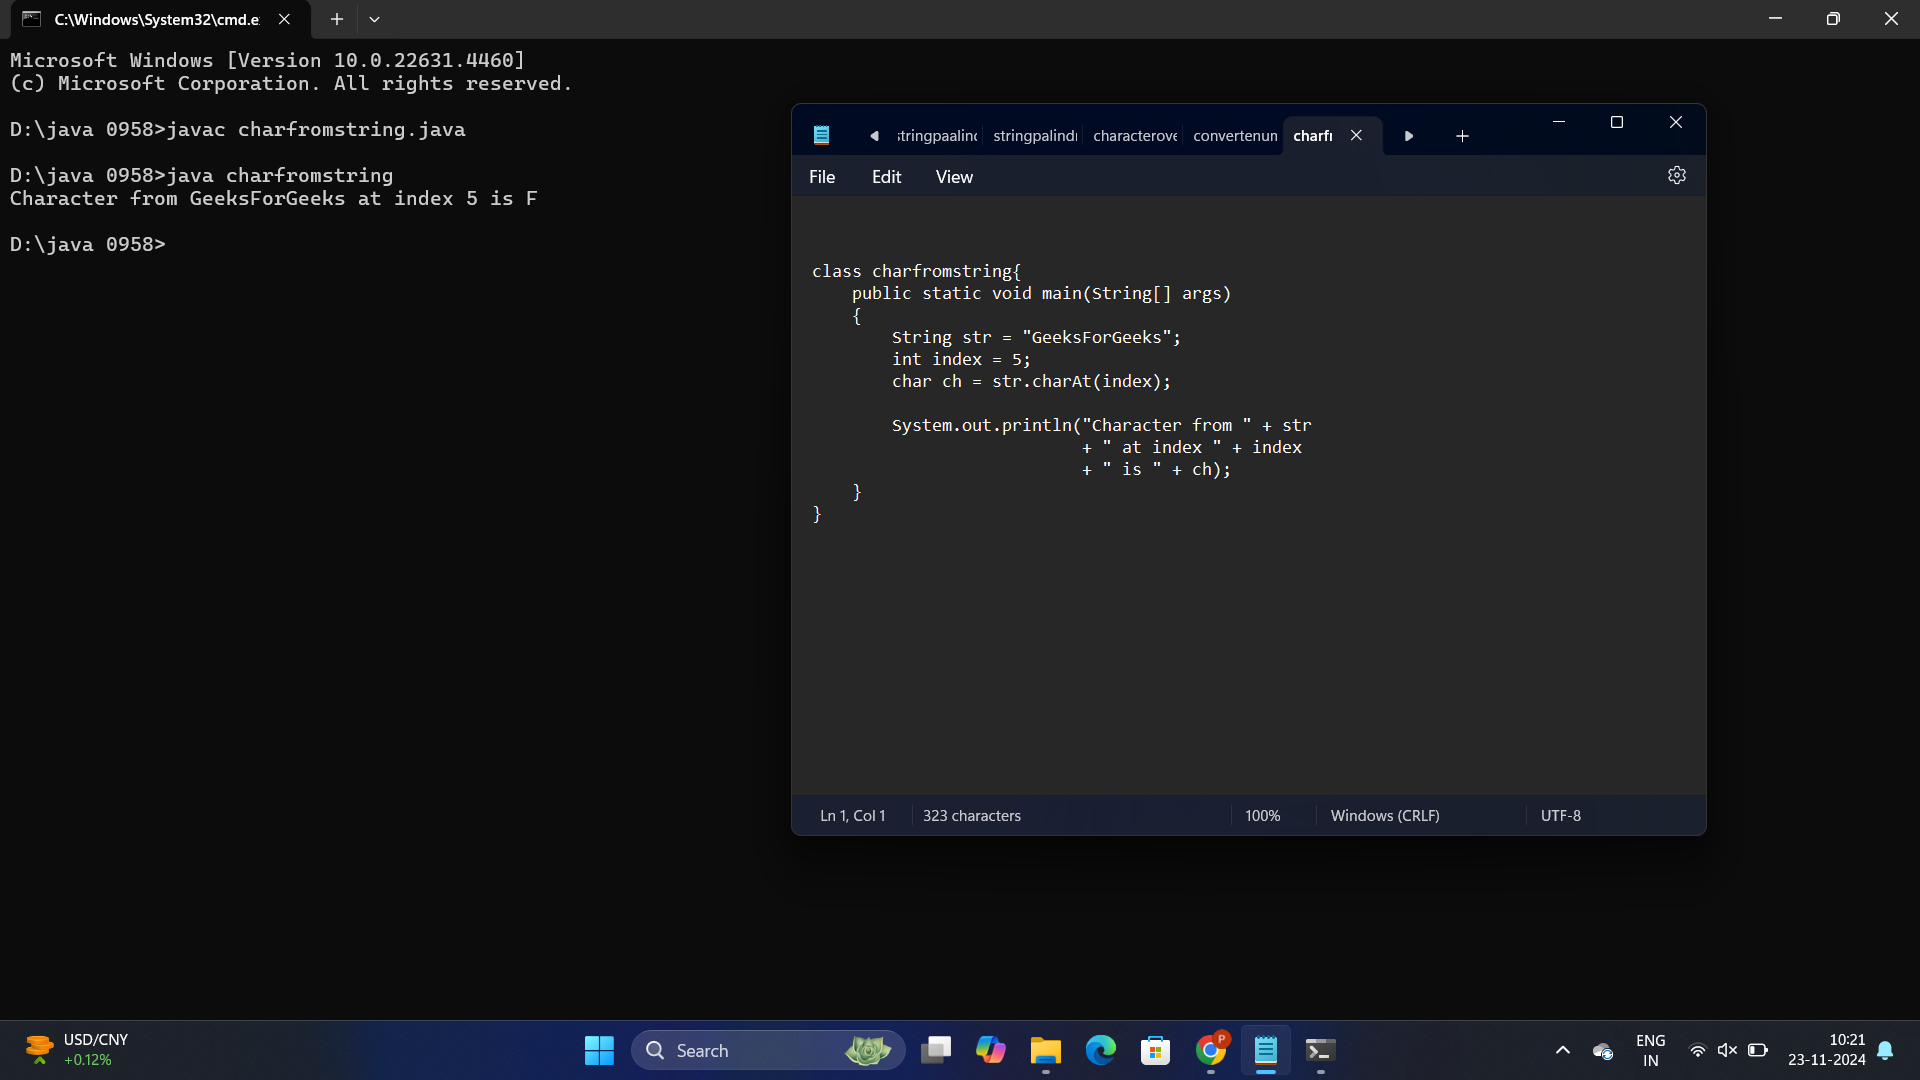 C:\Windows\System32\cmd.e
Microsoft Windows [Version 10.0.22631.4460]
(c) Microsoft Corporation. All rights reserved.
D:\java 0958>javac charfromstring.java
D:\java 0958>java charfromstring
Character from GeeksForGeeks at index 5 is F
D:\java 0958>
stringpaalind stringpalindr characterove convertenun charfr
File Edit View
class charfromstring{
    public static void main(String[] args)
    {
        String str = "GeeksForGeeks";
        int index = 5;
        char ch = str.charAt(index);
        System.out.println("Character from " + str
                           + " at index " + index
                           + " is " + ch);
    }
}
Ln 1, Col 1 323 characters 100% Windows (CRLF) UTF-8
USD/CNY
+0.12%
Search
P
ENG
IN
10:21
23-11-2024